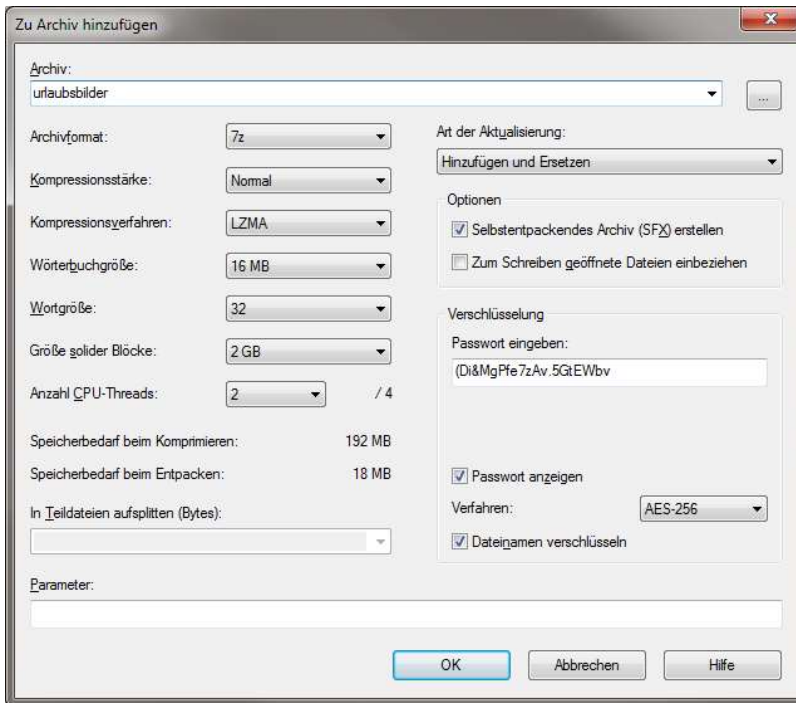 Zu Archiv hinzufügen
Archiv:
urlaubsbilder
...
Archivformat:
7z
Kompressionsstärke:
Normal
Kompressionsverfahren:
LZMA
Wörterbuchgröße:
16 MB
Wortgröße:
32
Größe solider Blöcke:
2 GB
Anzahl CPU-Threads:
2
/ 4
Speicherbedarf beim Komprimieren:
192 MB
Speicherbedarf beim Entpacken:
18 MB
In Teildateien aufsplitten (Bytes):
Art der Aktualisierung:
Hinzufügen und Ersetzen
Optionen
Selbstentpackendes Archiv (SFX) erstellen
Zum Schreiben geöffnete Dateien einbeziehen
Verschlüsselung
Passwort eingeben:
(Di&MgPfe7zAv.5GtEWbv
Passwort anzeigen
Verfahren:
AES-256
Dateinamen verschlüsseln
Parameter:
OK
Abbrechen
Hilfe